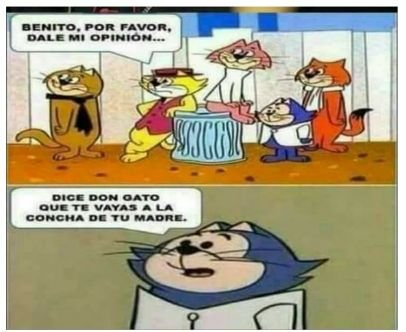 BENITO, POR FAVOR,
DALE MI OPINIÓN...
DICE DON GATO
QUE TE VAYAS A LA
CONCHA DE TU MADRE.